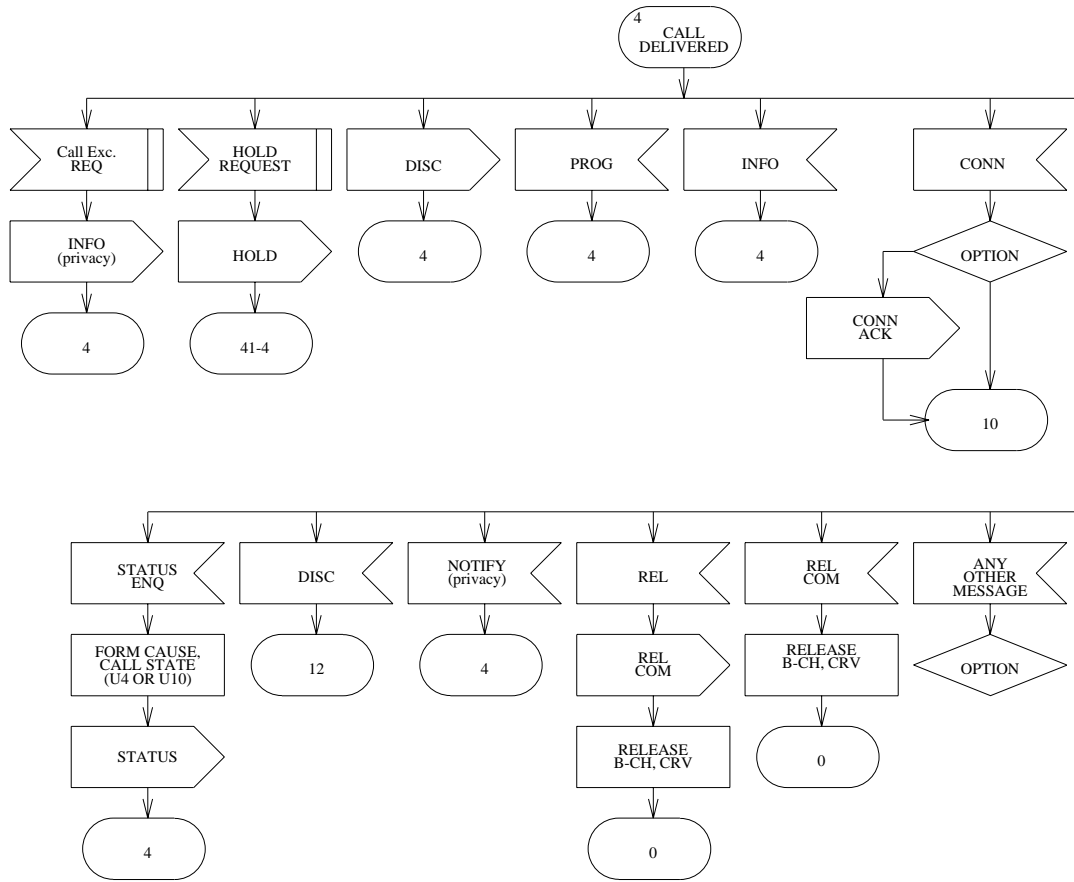 4
CALL
DELIVERED
Call Exc.
REQ
HOLD
REQUEST
DISC
PROG
INFO
CONN
INFO
(privacy)
HOLD
4
4
4
OPTION
4
41-4
CONN
ACK
10
STATUS
ENQ
DISC
NOTIFY
(privacy)
REL
REL
COM
ANY
OTHER
MESSAGE
FORM CAUSE,
CALL STATE
(U4 OR U10)
12
4
REL
COM
RELEASE
B-CH, CRV
OPTION
STATUS
RELEASE
B-CH, CRV
0
4
0